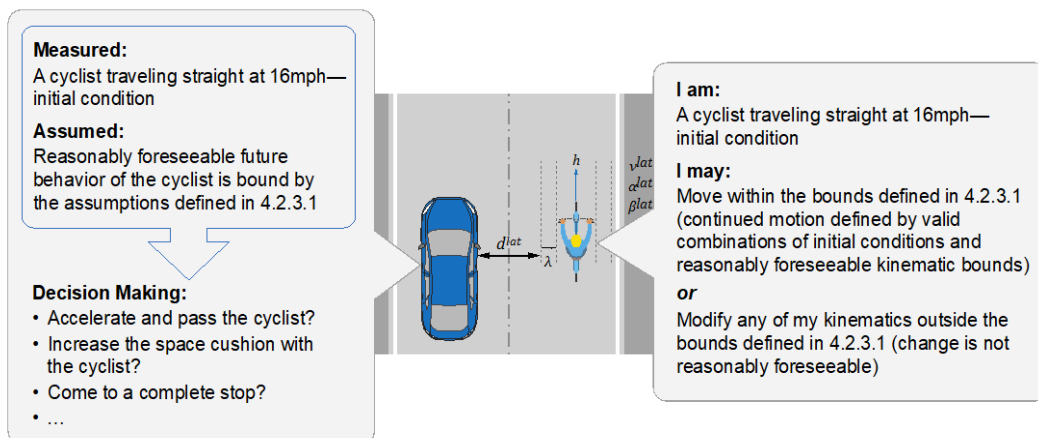 Measured:
A cyclist traveling straight at 16mph—
initial condition
Assumed:
Reasonably foreseeable future
behavior of the cyclist is bound by
the assumptions defined in 4.2.3.1
Decision Making:
• Accelerate and pass the cyclist?
• Increase the space cushion with
the cyclist?
• Come to a complete stop?
• …
h
v^lat
α^lat
β^lat
d^lat
λ
I am:
A cyclist traveling straight at 16mph—
initial condition
I may:
Move within the bounds defined in 4.2.3.1
(continued motion defined by valid
combinations of initial conditions and
reasonably foreseeable kinematic bounds)
or
Modify any of my kinematics outside the
bounds defined in 4.2.3.1 (change is not
reasonably foreseeable)